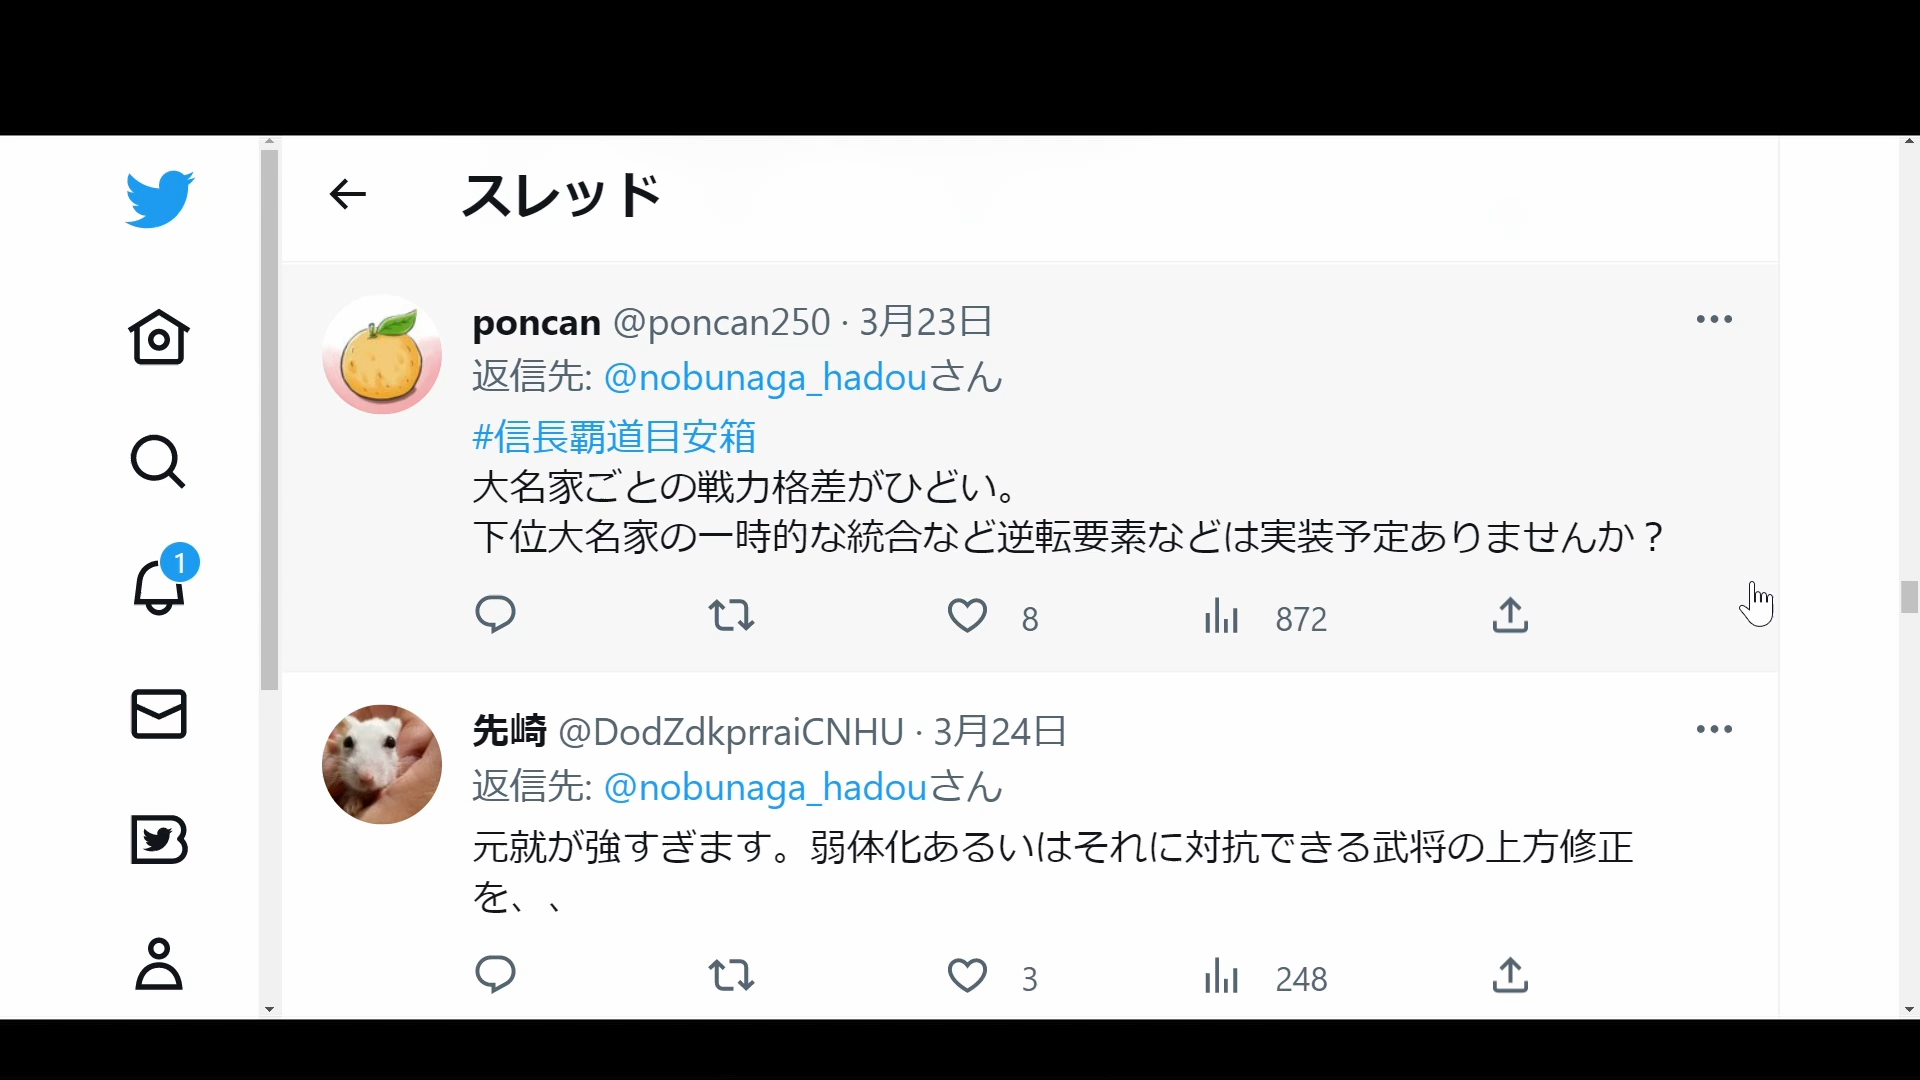 スレッド
poncan @poncan250 · 3月23日
返信先: @nobunaga_hadouさん
#信長覇道目安箱
大名家ごとの戦力格差がひどい。
下位大名家の一時的な統合など逆転要素などは実装予定ありませんか？
8 872
1
先崎 @DodZdkprraiCNHU · 3月24日
返信先: @nobunaga_hadouさん
元就が強すぎます。弱体化あるいはそれに対抗できる武将の上方修正
を、、
3 248